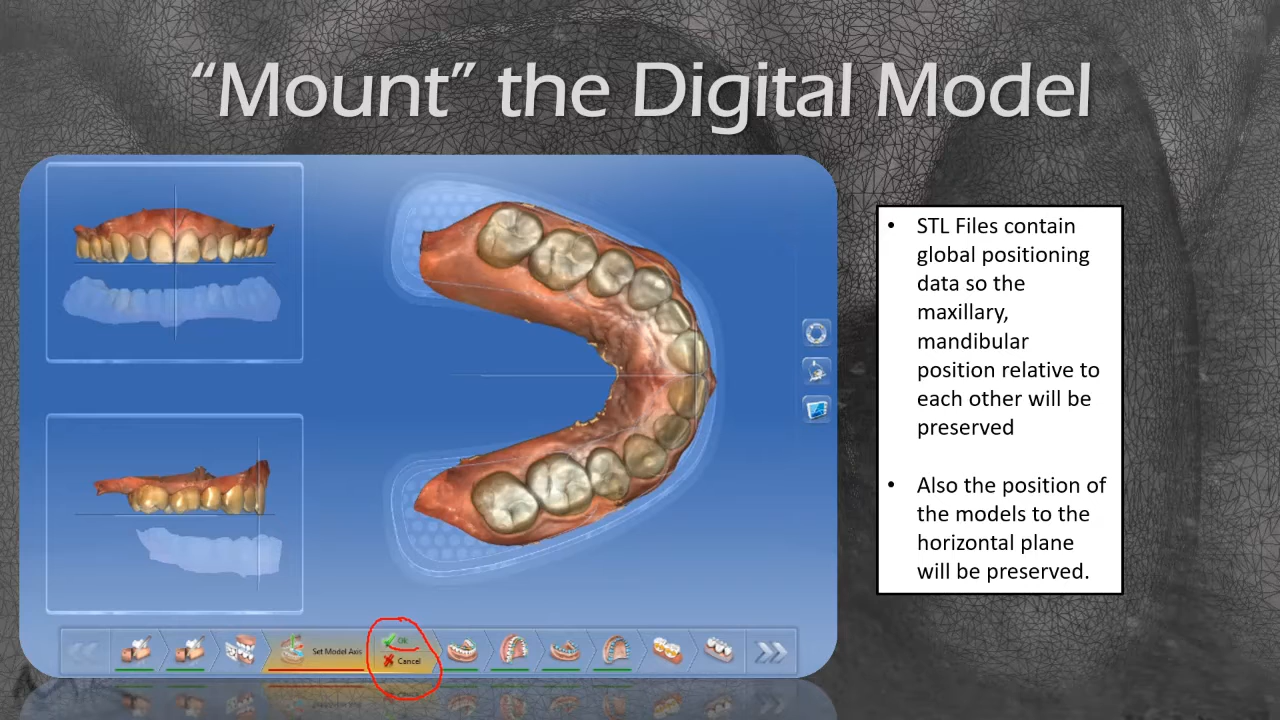 “Mount” the Digital Model
• STL Files contain
global positioning
data so the
maxillary,
mandibular
position relative to
each other will be
preserved
• Also the position of
the models to the
horizontal plane
will be preserved.
Set Model Axis
Ok
Cancel